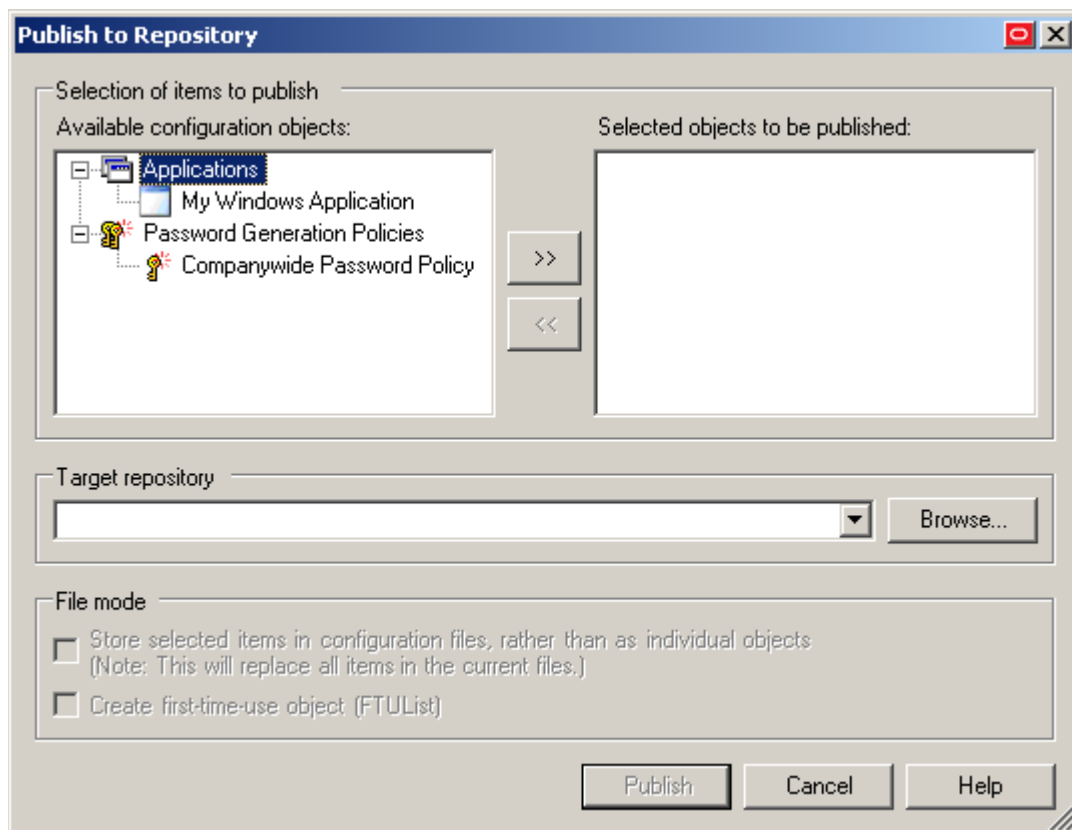 Publish to Repository
Selection of items to publish
Available configuration objects:
Selected objects to be published:
Applications
My Windows Application
Password Generation Policies
Companywide Password Policy
>>
<<
Target repository
Browse...
File mode
Store selected items in configuration files, rather than as individual objects
(Note: This will replace all items in the current files.)
Create first-time-use object (FTUList)
Publish
Cancel
Help